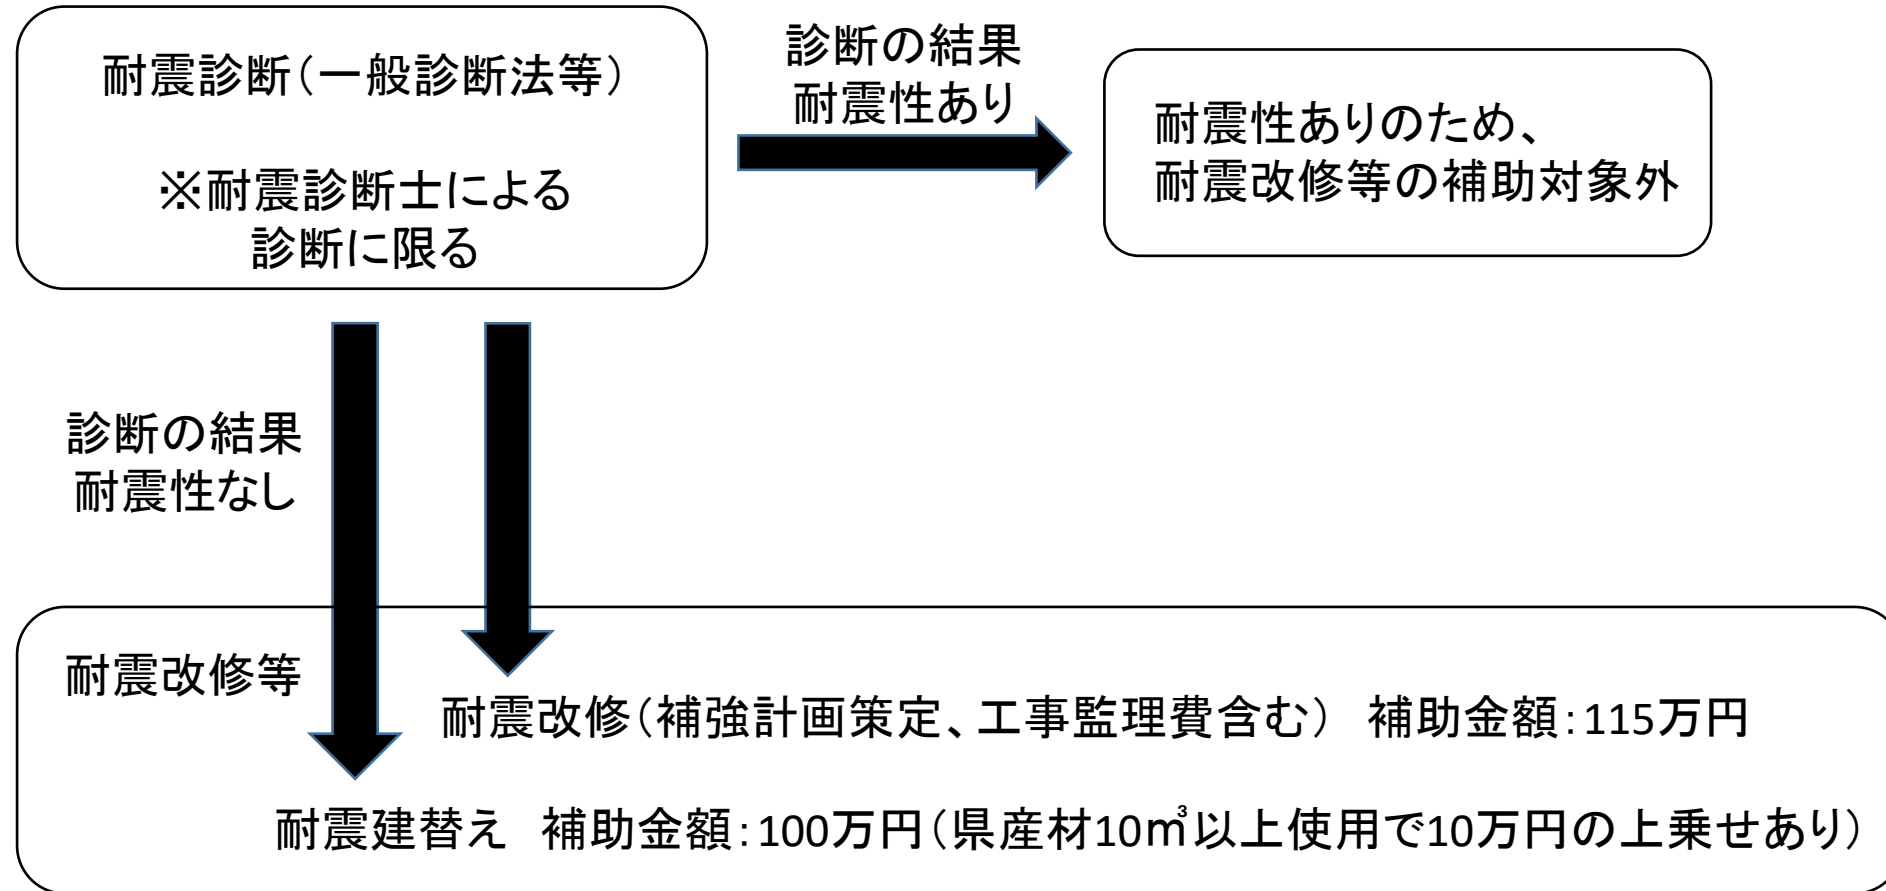 耐震診断（一般診断法等）
※耐震診断士による
診断に限る
診断の結果
耐震性あり
耐震性ありのため、
耐震改修等の補助対象外
診断の結果
耐震性なし
耐震改修等
耐震改修（補強計画策定、工事監理費含む）　補助金額：115万円
耐震建替え　補助金額：100万円（県産材10㎥以上使用で10万円の上乗せあり）